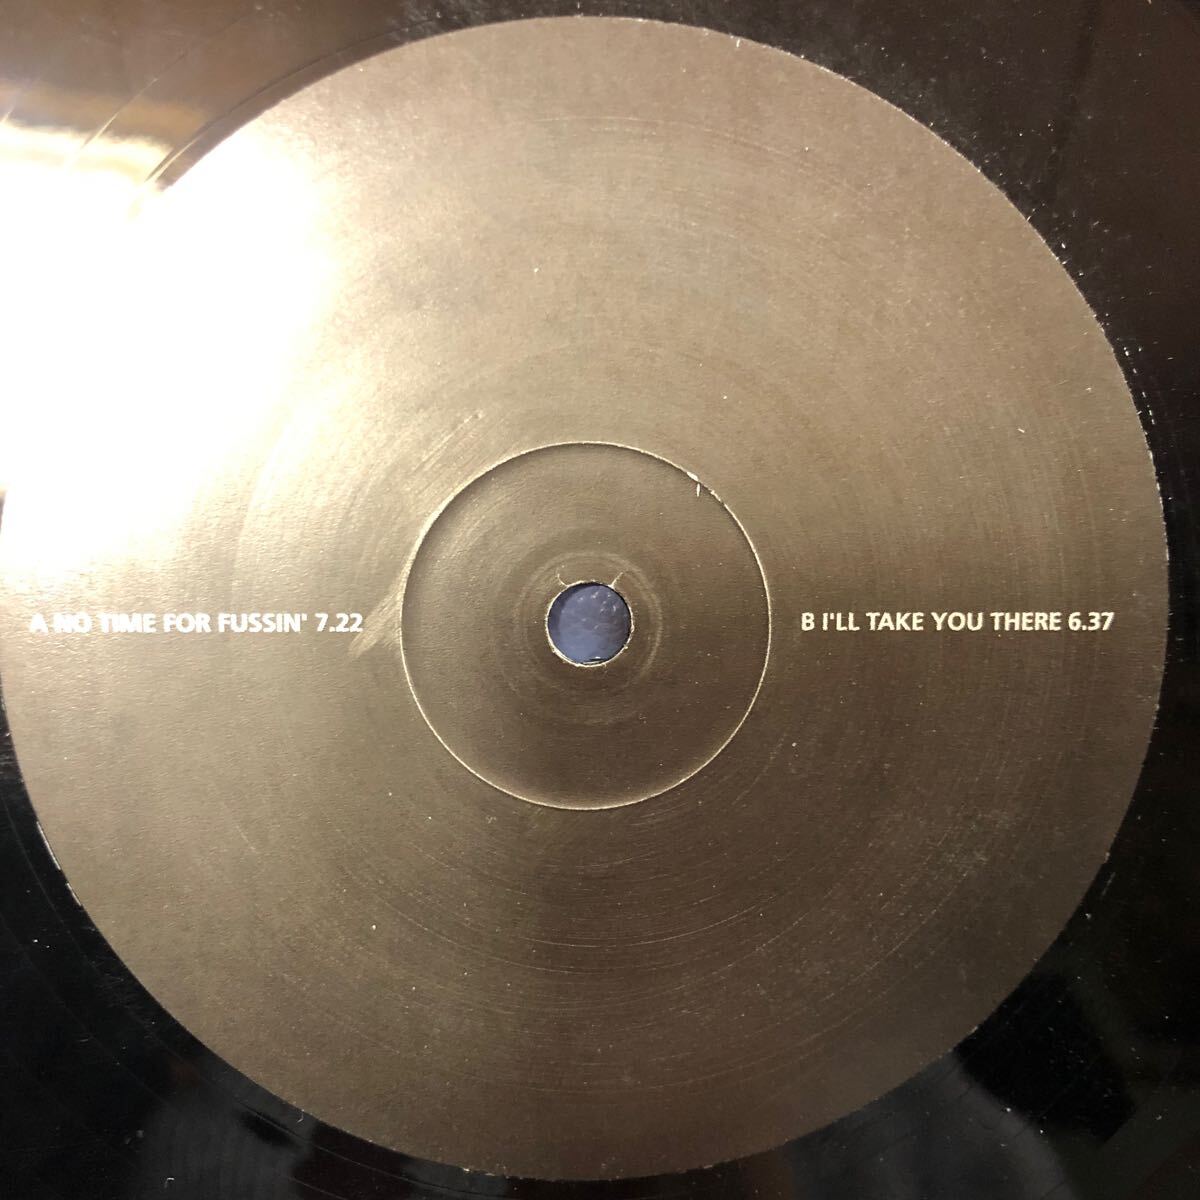 A NO TIME FOR FUSSIN' 7.22
B I'LL TAKE YOU THERE 6.37